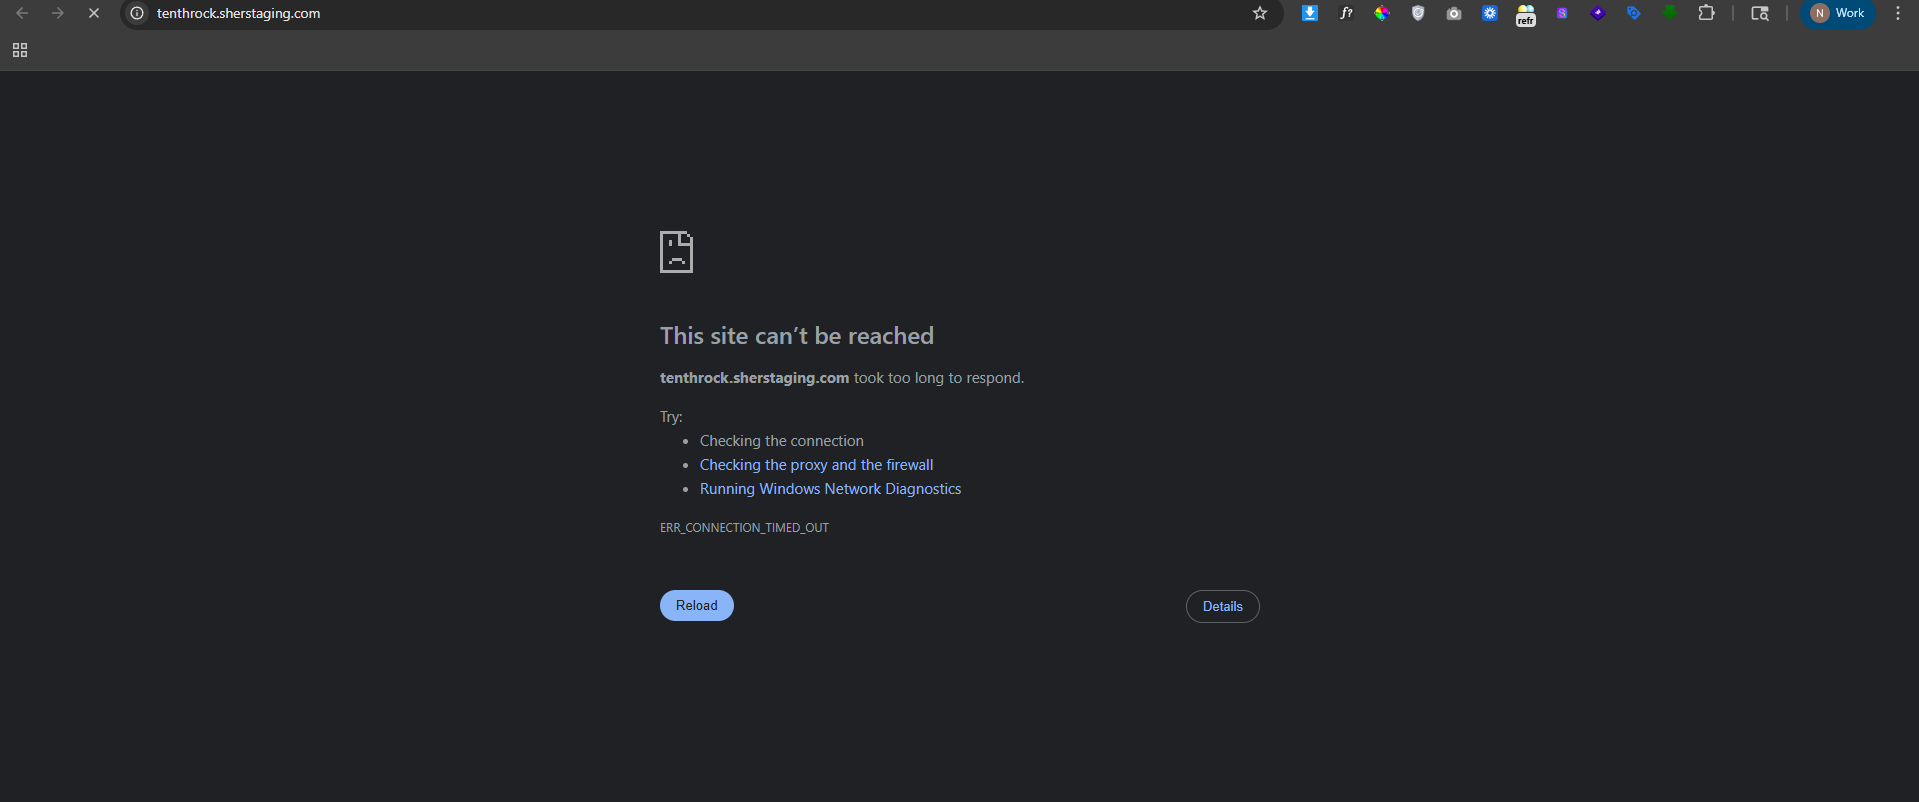 tenthrock.sherstaging.com
f?
refr
S
N
Work
This site can’t be reached
tenthrock.sherstaging.com took too long to respond.
Try:
Checking the connection
Checking the proxy and the firewall
Running Windows Network Diagnostics
ERR_CONNECTION_TIMED_OUT
Reload
Details